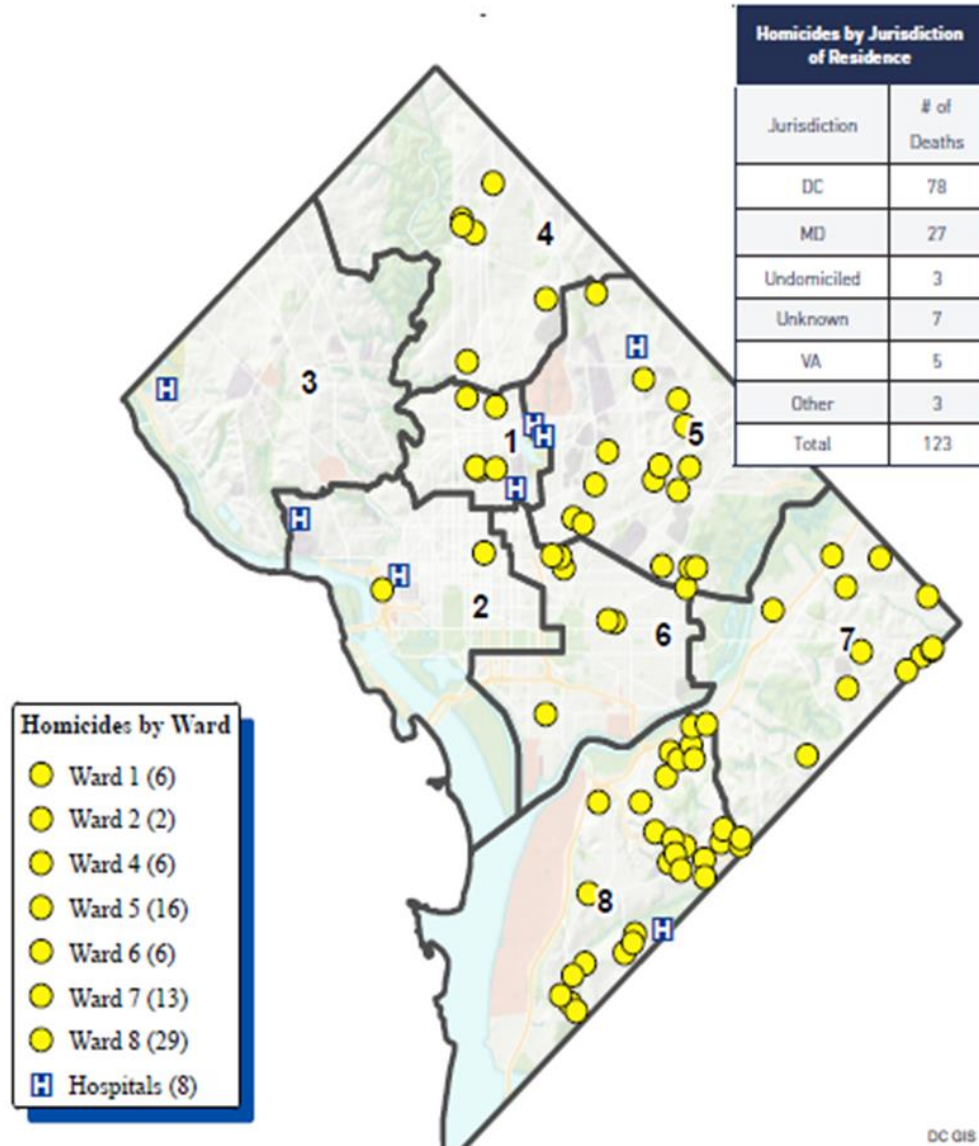 -
Homicides by Jurisdiction
of Residence
Jurisdiction # of Deaths
DC 78
MD 27
Undomiciled 3
Unknown 7
VA 5
Other 3
Total 123
4
3
H
H
5
H
1
H
H
H
H
2
6
7
8
H
Homicides by Ward
Ward 1 (6)
Ward 2 (2)
Ward 4 (6)
Ward 5 (16)
Ward 6 (6)
Ward 7 (13)
Ward 8 (29)
H Hospitals (8)
DC GIS